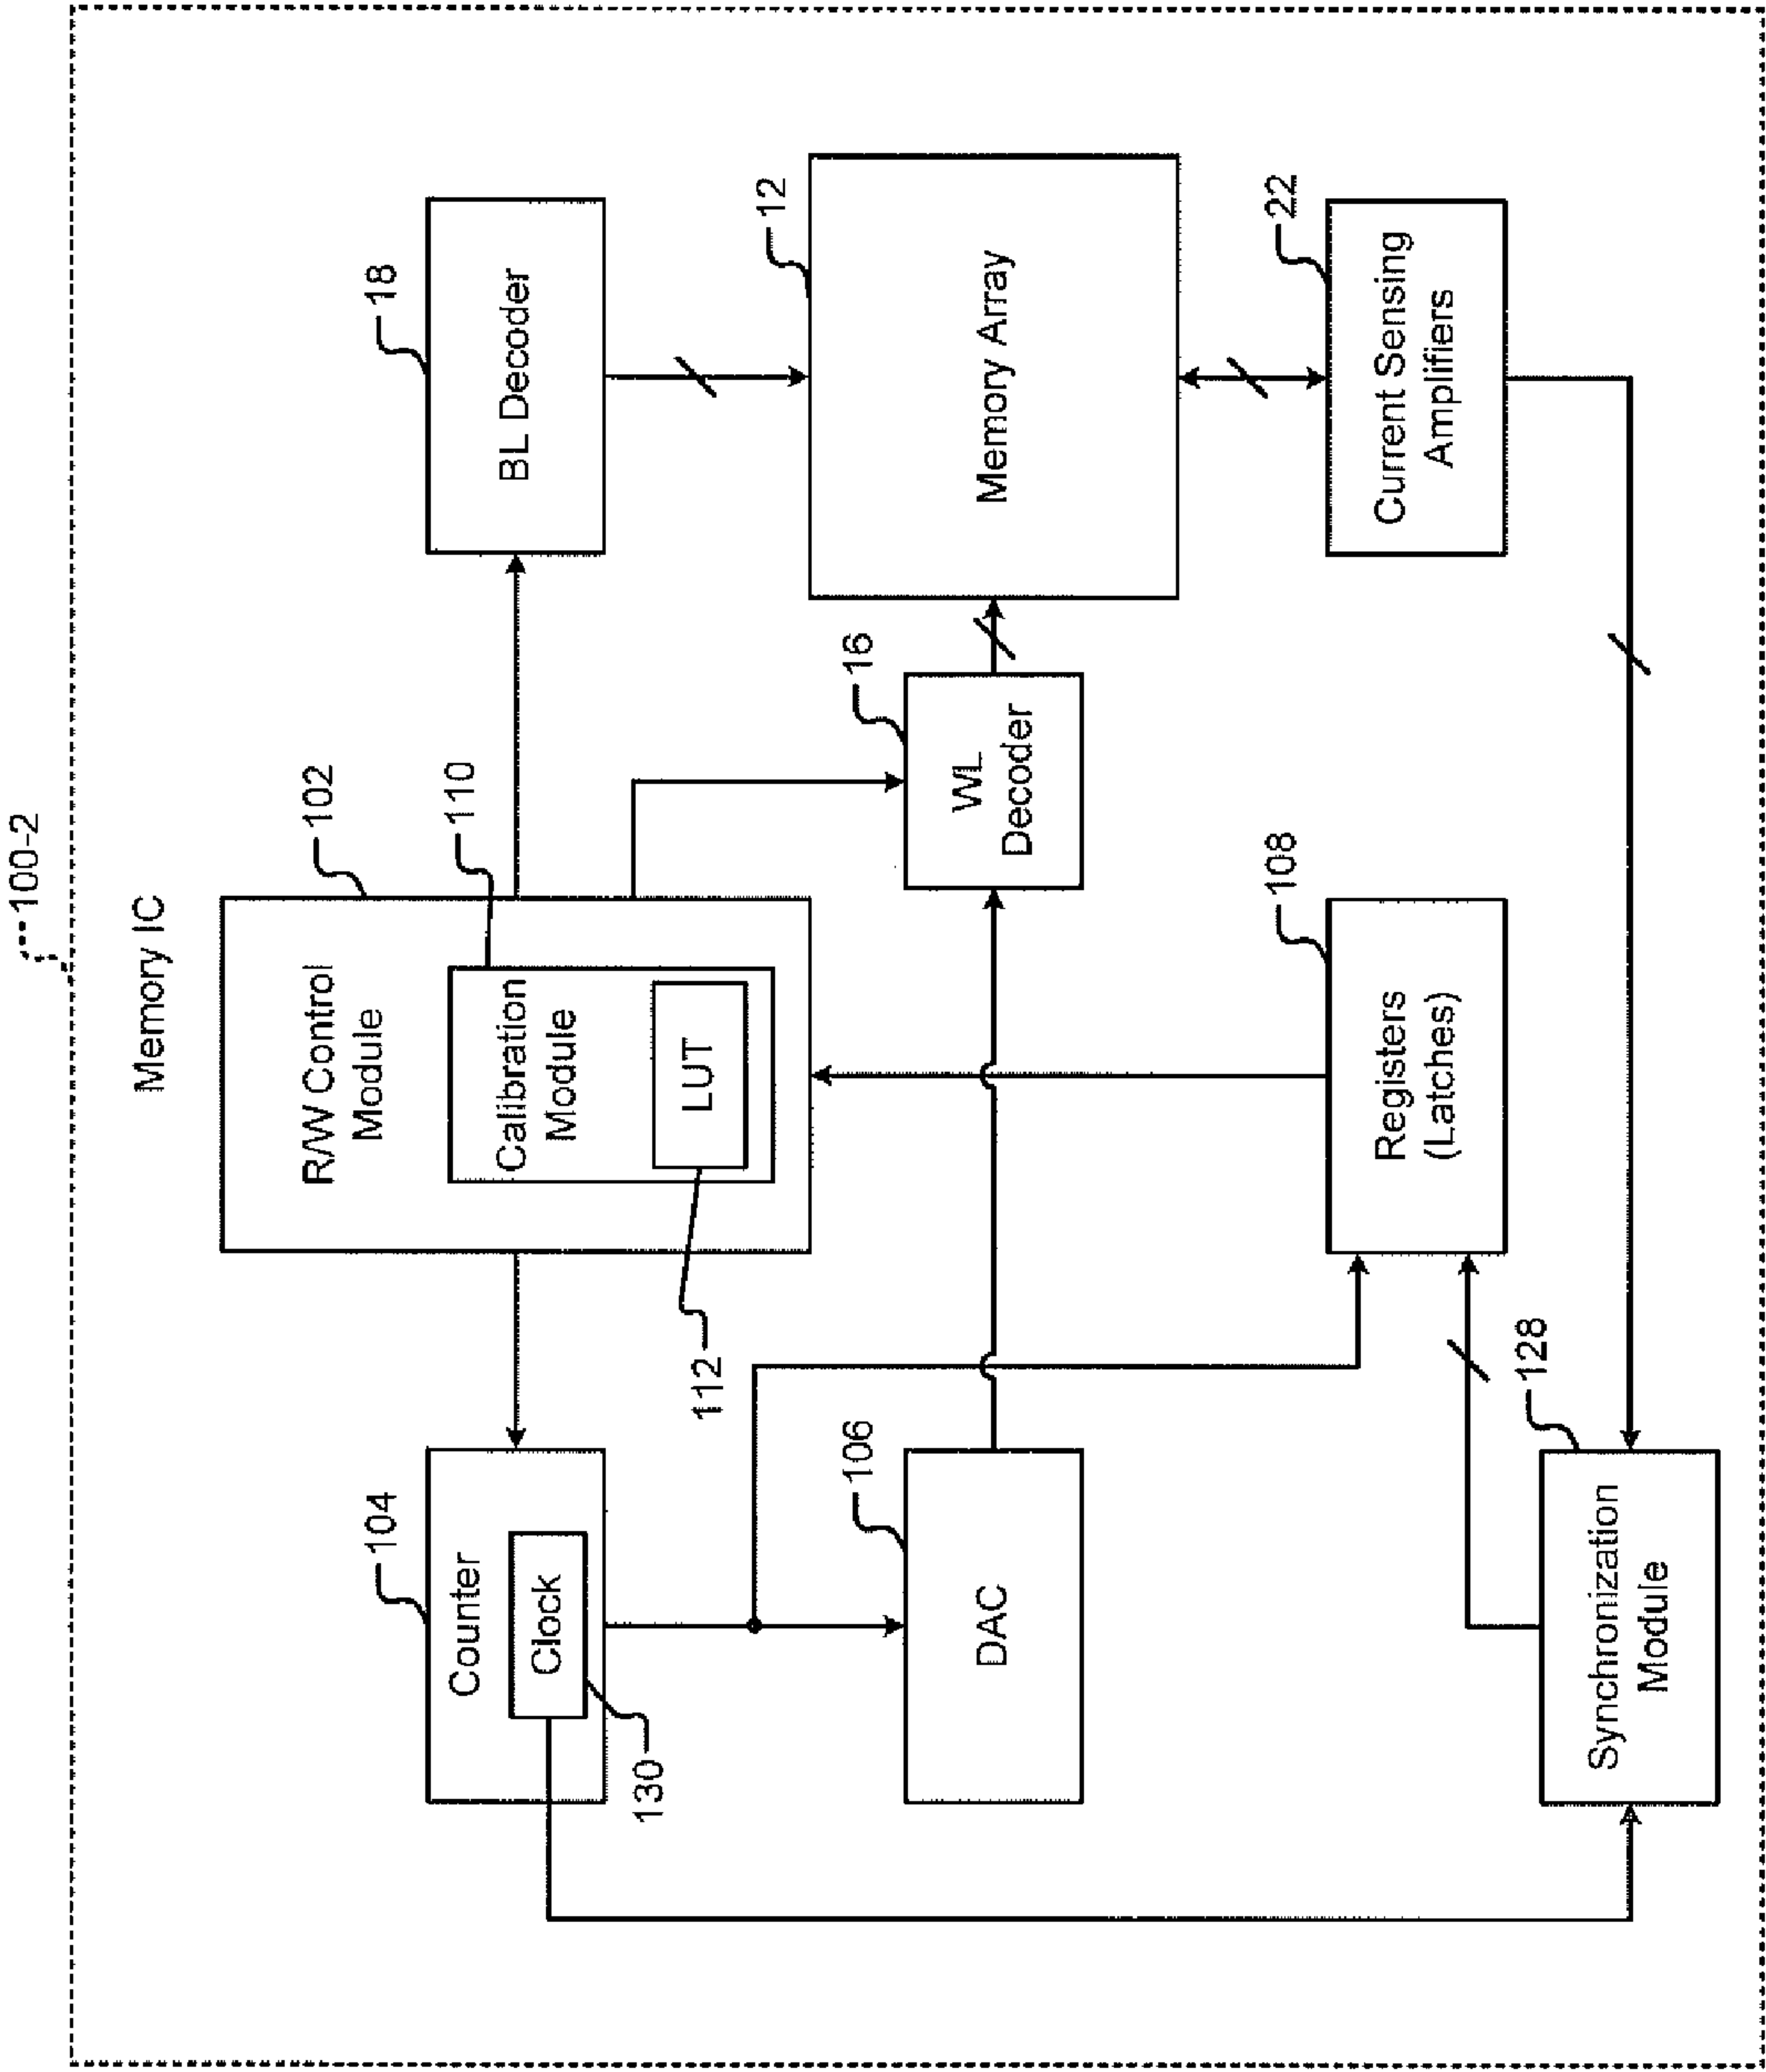 100-2
Memory IC
104
Counter
Clock
130
102
R/W Control
Module
110
Calibration
Module
LUT
112
18
BL Decoder
106
DAC
16
WL
Decoder
12
Memory Array
128
Synchronization
Module
108
Registers
(Latches)
22
Current Sensing
Amplifiers